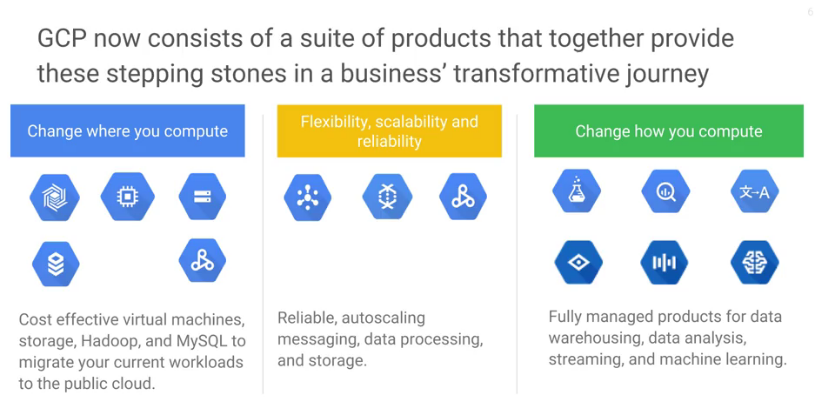 6
GCP now consists of a suite of products that together provide
these stepping stones in a business’ transformative journey
Change where you compute
Flexibility, scalability and
reliability
Change how you compute
文→A
Cost effective virtual machines,
storage, Hadoop, and MySQL to
migrate your current workloads
to the public cloud.
Reliable, autoscaling
messaging, data processing,
and storage.
Fully managed products for data
warehousing, data analysis,
streaming, and machine learning.